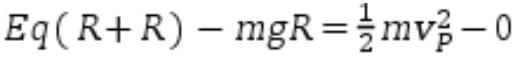 Eq( R+ R) − mgR = ½mv_P^2 − 0